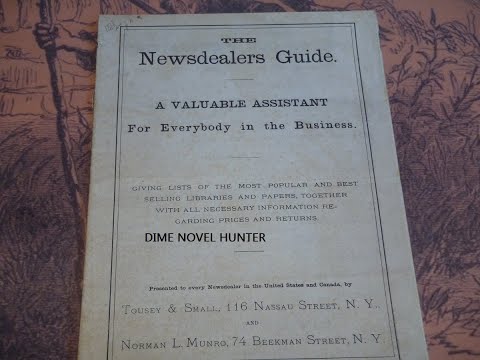 THE
Newsdealers Guide.
A VALUABLE ASSISTANT
For Everybody in the Business.
GIVING LISTS OF THE MOST POPULAR AND BEST
SELLING LIBRARIES AND PAPERS, TOGETHER
WITH ALL NECESSARY INFORMATION RE-
GARDING PRICES AND RETURNS
DIME NOVEL HUNTER
Presented to every Newsdealer in the United States and Canada, by
TOUSEY & SMALL, 116 NASSAU STREET, N. Y.,
AND
NORMAN L. MUNRO, 74 BEEKMAN STREET, N. Y